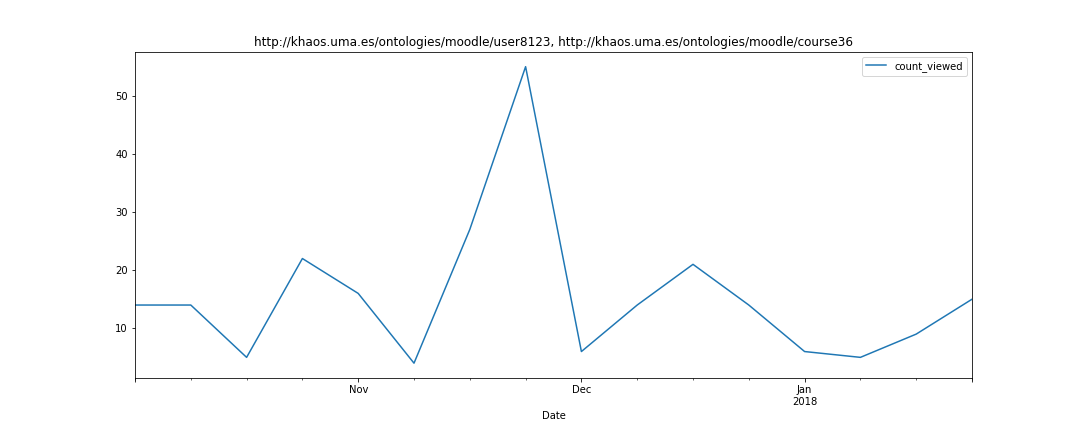 http://khaos.uma.es/ontologies/moodle/user8123, http://khaos.uma.es/ontologies/moodle/course36
count_viewed
50
40
30
20
10
Nov
Dec
Jan
2018
Date